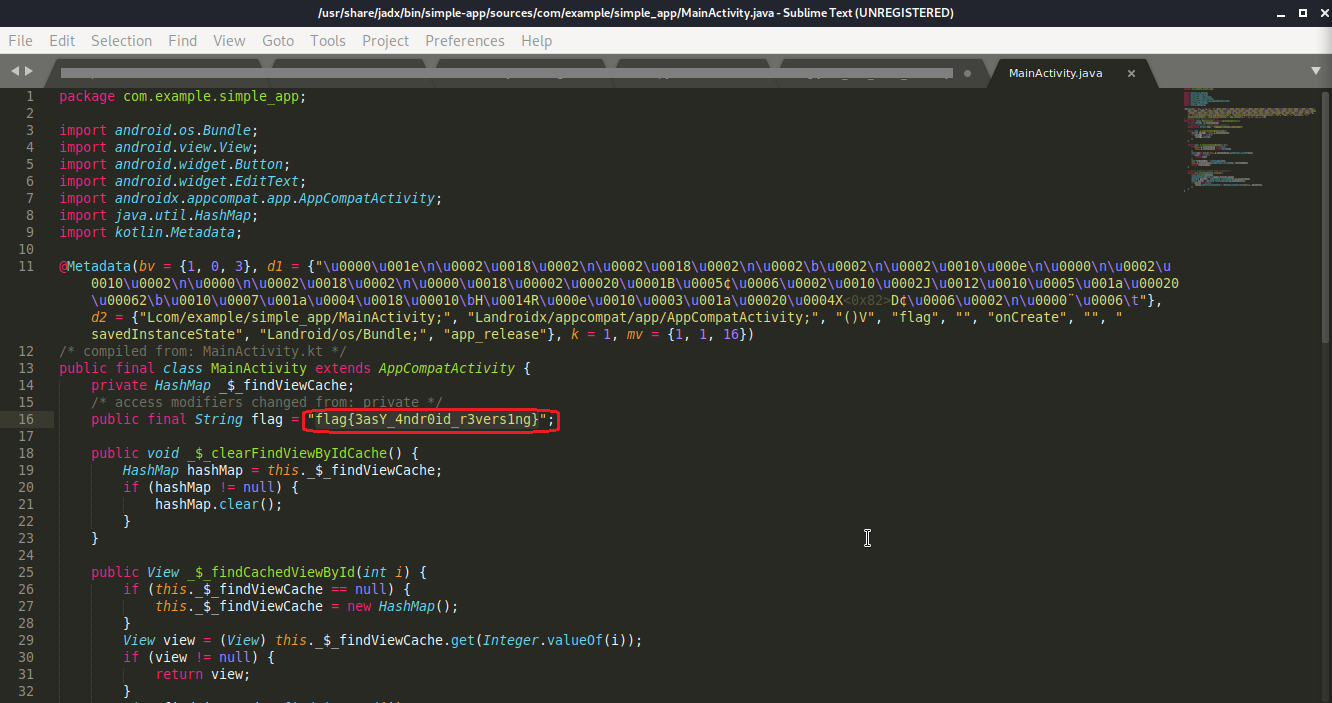 /usr/share/jadx/bin/simple-app/sources/com/example/simple_app/MainActivity.java - Sublime Text (UNREGISTERED)
File Edit Selection Find View Goto Tools Project Preferences Help
MainActivity.java
1 package com.example.simple_app;
2
3 import android.os.Bundle;
4 import android.view.View;
5 import android.widget.Button;
6 import android.widget.EditText;
7 import androidx.appcompat.app.AppCompatActivity;
8 import java.util.HashMap;
9 import kotlin.Metadata;
10
11 @Metadata(bv = {1, 0, 3}, d1 = {"\u0000\u001e\n\u0002\u0018\u0002\n\u0002\u0018\u0002\n\u0002\b\u0002\n\u0002\u0010\u000e\n\u0000\n\u0002\u
0010\u0002\n\u0000\n\u0002\u0018\u0002\n\u0000\u0018\u00002\u00020\u0001B\u0005¢\u0006\u0002\u0010\u0002J\u0012\u0010\u0005\u001a\u00020
\u00062\b\u0010\u0007\u001a\u0004\u0018\u00010\bH\u0014R\u000e\u0010\u0003\u001a\u00020\u0004X<0x82>D¢\u0006\u0002\n\u0000¨\u0006\t"},
d2 = {"Lcom/example/simple_app/MainActivity;", "Landroidx/appcompat/app/AppCompatActivity;", "()V", "flag", "", "onCreate", "", "
savedInstanceState", "Landroid/os/Bundle;", "app_release"}, k = 1, mv = {1, 1, 16})
12 /* compiled from: MainActivity.kt */
13 public final class MainActivity extends AppCompatActivity {
14 private HashMap _$_findViewCache;
15 /* access modifiers changed from: private */
16 public final String flag = "flag{3asY_4ndr0id_r3vers1ng}";
17
18 public void _$_clearFindViewByIdCache() {
19 HashMap hashMap = this._$_findViewCache;
20 if (hashMap != null) {
21 hashMap.clear();
22 }
23 }
24
25 public View _$_findCachedViewById(int i) {
26 if (this._$_findViewCache == null) {
27 this._$_findViewCache = new HashMap();
28 }
29 View view = (View) this._$_findViewCache.get(Integer.valueOf(i));
30 if (view != null) {
31 return view;
32 }